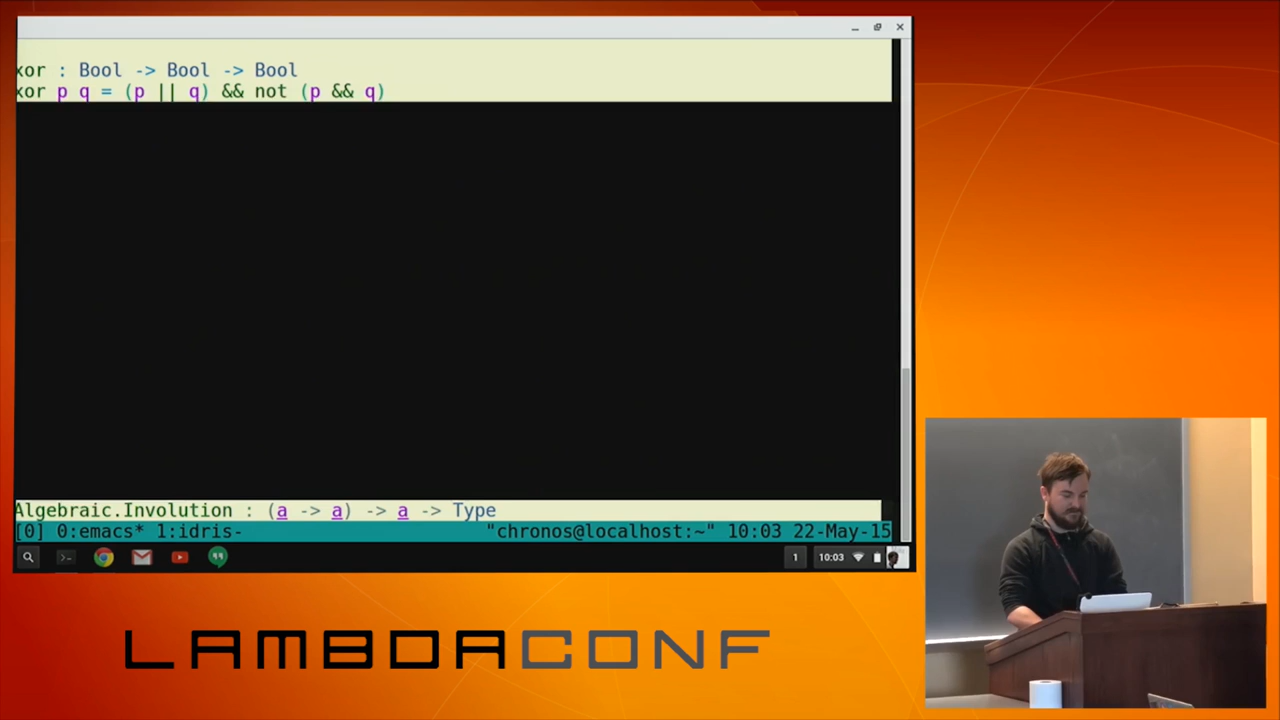 xor : Bool -> Bool -> Bool
xor p q = (p || q) && not (p && q)
Algebraic.Involution : (a -> a) -> a -> Type
[0] 0:emacs* 1:idris- "chronos@localhost:~" 10:03 22-May-15
1 10:03
LAMBDACONF